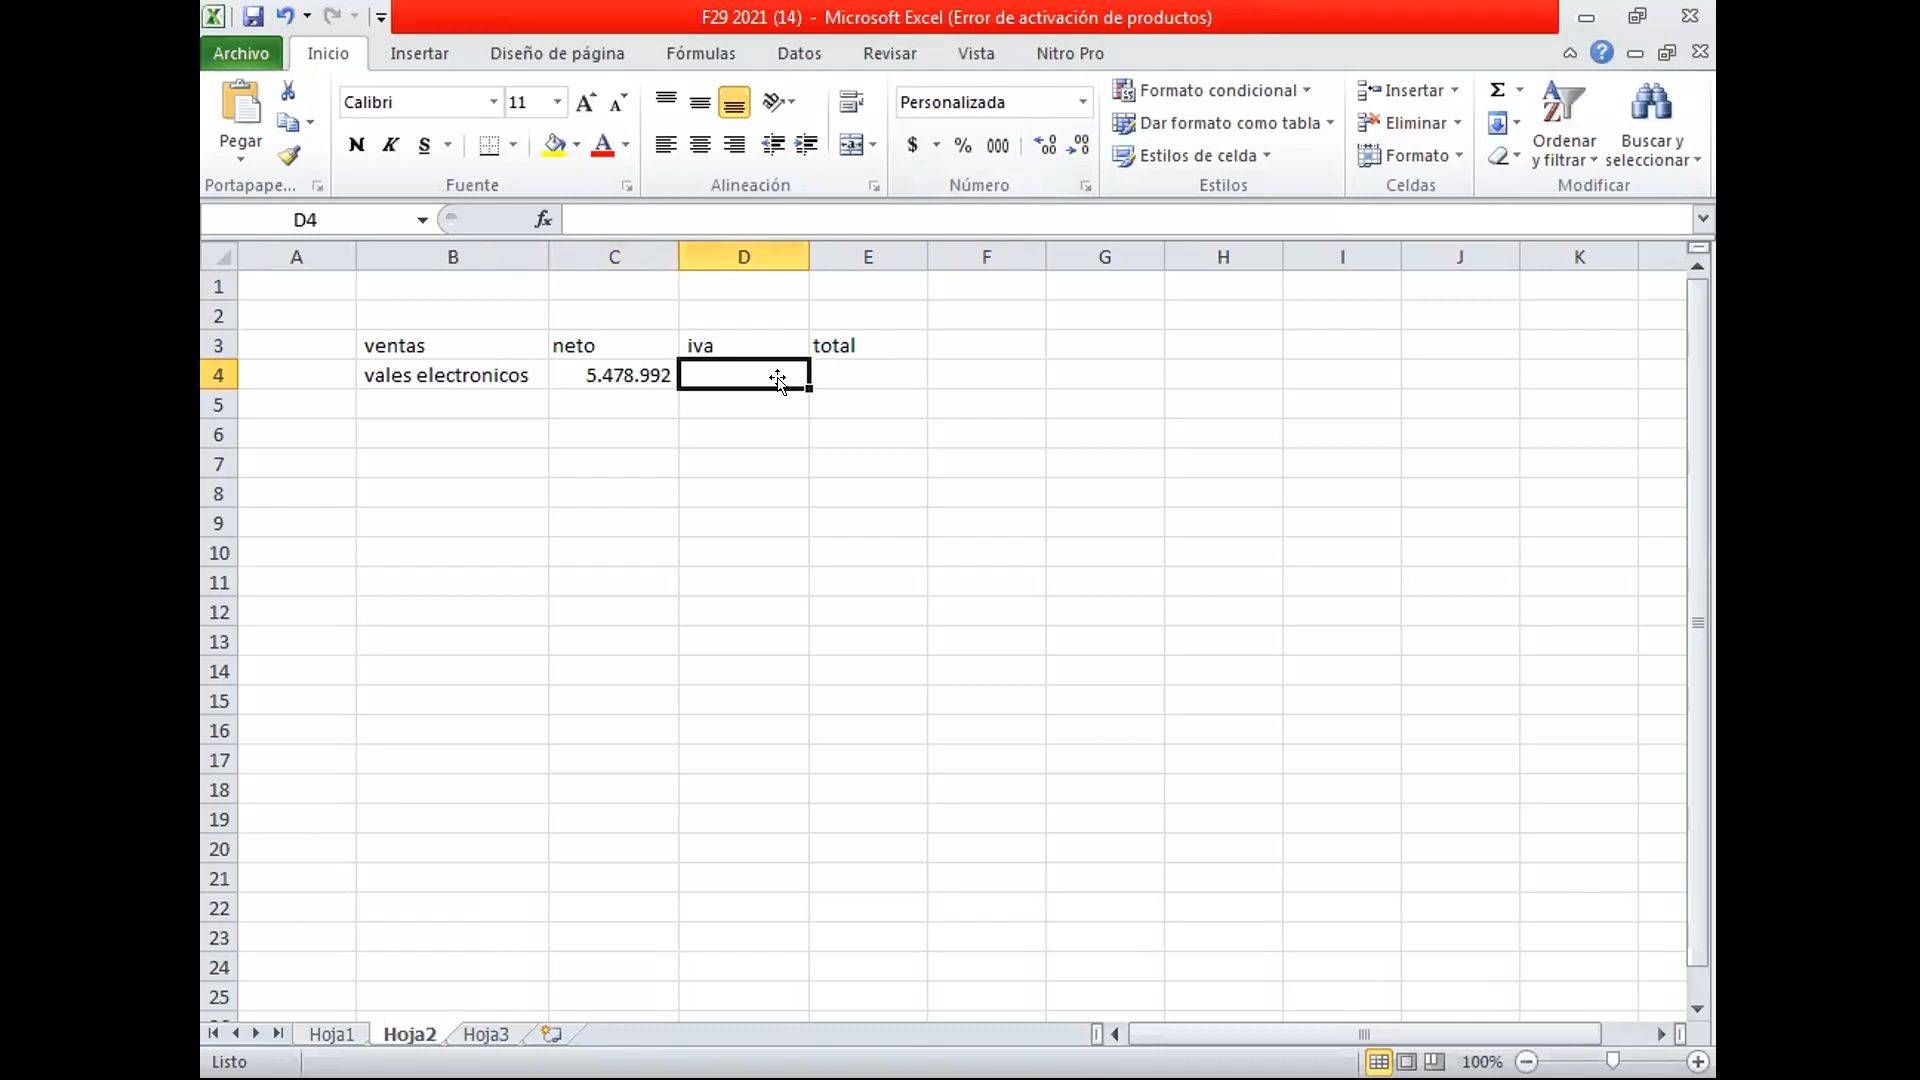 F29 2021 (14) - Microsoft Excel (Error de activación de productos)
Archivo Inicio Insertar Diseño de página Fórmulas Datos Revisar Vista Nitro Pro
Pegar
Portapape...
Calibri 11
N K S
Fuente
Alineación
Personalizada
$ % 000
Número
Formato condicional
Dar formato como tabla
Estilos de celda
Estilos
Insertar
Eliminar
Formato
Celdas
Σ
Ordenar y filtrar
Buscar y seleccionar
Modificar
D4 fx
A B C D E F G H I J K
1
2
3 ventas neto iva total
4 vales electronicos 5.478.992
5
6
7
8
9
10
11
12
13
14
15
16
17
18
19
20
21
22
23
24
25
Hoja1 Hoja2 Hoja3
Listo 100%